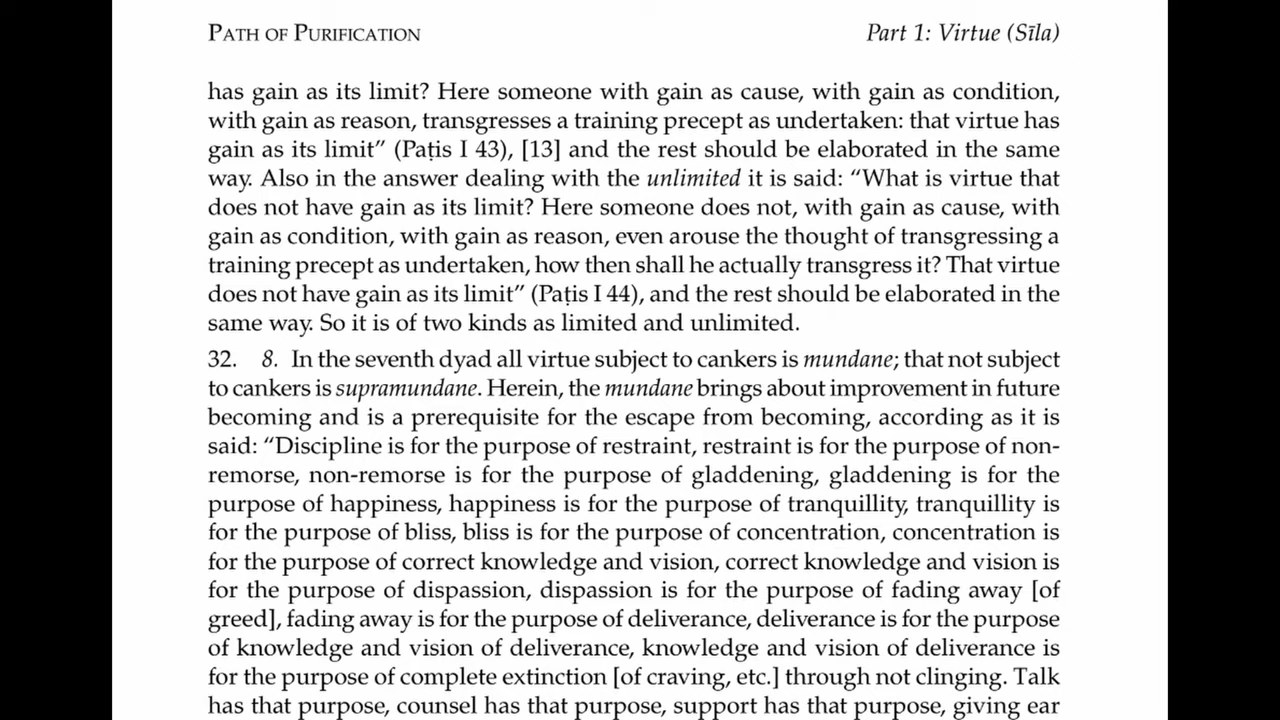 PATH OF PURIFICATION Part 1: Virtue (Sīla)
has gain as its limit? Here someone with gain as cause, with gain as condition,
with gain as reason, transgresses a training precept as undertaken: that virtue has
gain as its limit” (Paṭis I 43), [13] and the rest should be elaborated in the same
way. Also in the answer dealing with the unlimited it is said: “What is virtue that
does not have gain as its limit? Here someone does not, with gain as cause, with
gain as condition, with gain as reason, even arouse the thought of transgressing a
training precept as undertaken, how then shall he actually transgress it? That virtue
does not have gain as its limit” (Paṭis I 44), and the rest should be elaborated in the
same way. So it is of two kinds as limited and unlimited.
32. 8. In the seventh dyad all virtue subject to cankers is mundane; that not subject
to cankers is supramundane. Herein, the mundane brings about improvement in future
becoming and is a prerequisite for the escape from becoming, according as it is
said: “Discipline is for the purpose of restraint, restraint is for the purpose of non-
remorse, non-remorse is for the purpose of gladdening, gladdening is for the
purpose of happiness, happiness is for the purpose of tranquillity, tranquillity is
for the purpose of bliss, bliss is for the purpose of concentration, concentration is
for the purpose of correct knowledge and vision, correct knowledge and vision is
for the purpose of dispassion, dispassion is for the purpose of fading away [of
greed], fading away is for the purpose of deliverance, deliverance is for the purpose
of knowledge and vision of deliverance, knowledge and vision of deliverance is
for the purpose of complete extinction [of craving, etc.] through not clinging. Talk
has that purpose, counsel has that purpose, support has that purpose, giving ear